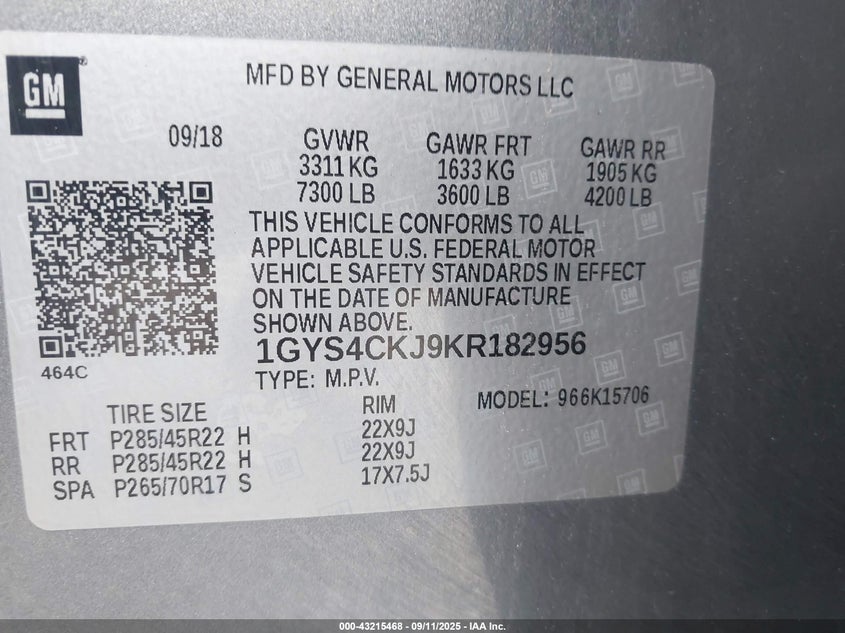 GM
MFD BY GENERAL MOTORS LLC
09/18
GVWR GAWR FRT GAWR RR
3311 KG 1633 KG 1905 KG
7300 LB 3600 LB 4200 LB
THIS VEHICLE CONFORMS TO ALL
APPLICABLE U.S. FEDERAL MOTOR
VEHICLE SAFETY STANDARDS IN EFFECT
ON THE DATE OF MANUFACTURE
SHOWN ABOVE.
1GYS4CKJ9KR182956
464C
TYPE: M.P.V. MODEL: 966K15706
TIRE SIZE RIM
FRT P285/45R22 H 22X9J
RR P285/45R22 H 22X9J
SPA P265/70R17 S 17X7.5J
000-43215468 - 09/11/2025 - IAA Inc.